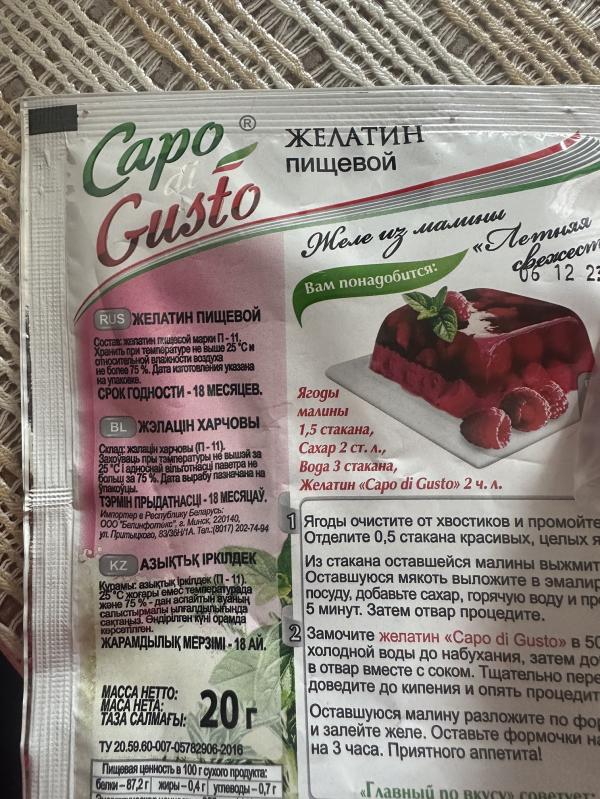 Capo di Gusto ®
ЖЕЛАТИН
ПИЩЕВОЙ
Желе из малины
«Летняя
свежест
06 12 23
Вам понадобится:
RUS ЖЕЛАТИН ПИЩЕВОЙ
Состав: желатин пищевой марки П - 11.
Хранить при температуре не выше 25 °С и
относительной влажности воздуха
не более 75 %. Дата изготовления указана
на упаковке.
СРОК ГОДНОСТИ - 18 МЕСЯЦЕВ.
BL ЖЭЛАЦІН ХАРЧОВЫ
Склад: жэлацін харчовы (П - 11).
Захоўваць пры тэмпературы не вышэй за
25 °С і адноснай вільготнасці паветра не
больш за 75 %. Дата вырабу пазначана на
ўпакоўцы.
ТЭРМІН ПРЫДАТНАСЦІ - 18 МЕСЯЦАЎ.
Импортер в Республику Беларусь:
ООО "Белинфотекс", г. Минск, 220140,
ул. Притыцкого, 83/36Н/1А. Тел.:(8017) 202-74-94
KZ АЗЫҚТЫҚ ІРКІЛДЕК
Құрамы: азықтық іркілдек (П - 11).
25 °С жоғары емес температурада
және 75 % - дан аспайтын ауаның
салыстырмалы ылғалдылығында
сақтаңыз. Өндірілген күні орамда
көрсетілген.
ЖАРАМДЫЛЫҚ МЕРЗІМІ - 18 АЙ.
МАССА НЕТТО:
МАСА НЕТА:
ТАЗА САЛМАҒЫ:
20 г
ТУ 20.59.60-007-05782906-2016
Пищевая ценность в 100 г сухого продукта:
белки – 87,2 г жиры – 0,4 г углеводы – 0,7 г
Ягоды
малины
1,5 стакана,
Сахар 2 ст. л.,
Вода 3 стакана,
Желатин «Capo di Gusto» 2 ч. л.
1 Ягоды очистите от хвостиков и промойте
Отделите 0,5 стакана красивых, целых я
Из стакана оставшейся малины выжмит
Оставшуюся мякоть выложите в эмалир
посуду, добавьте сахар, горячую воду и пр
5 минут. Затем отвар процедите.
2 Замочите желатин «Capo di Gusto» в 50
холодной воды до набухания, затем до
в отвар вместе с соком. Тщательно пере
доведите до кипения и опять процедит
Оставшуюся малину разложите по фор
и залейте желе. Оставьте формочки на
на 3 часа. Приятного аппетита!
«Главный по вкусу» советует: